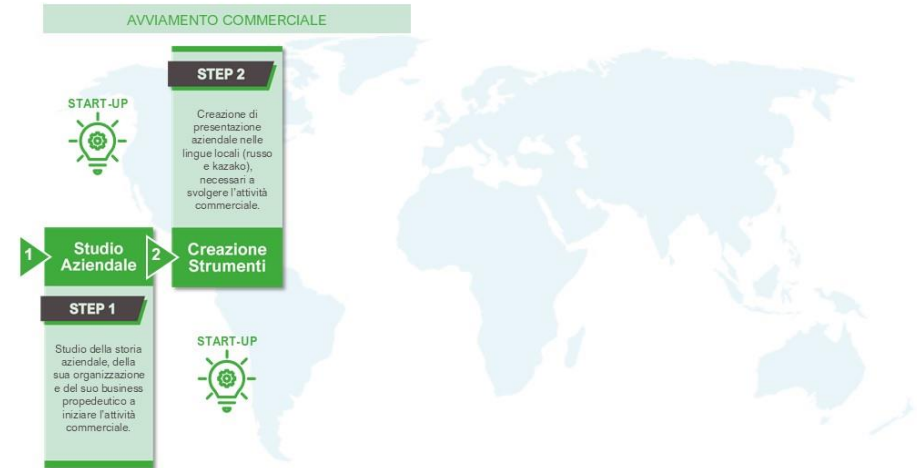 AVVIAMENTO COMMERCIALE
START-UP
STEP 2
Creazione di
presentazione
aziendale nelle
lingue locali (russo
e kazako),
necessari a
svolgere l'attività
commerciale.
1
Studio
Aziendale
2
Creazione
Strumenti
STEP 1
Studio della storia
aziendale, della
sua organizzazione
e del suo business
propedeutico a
iniziare l'attività
commerciale.
START-UP